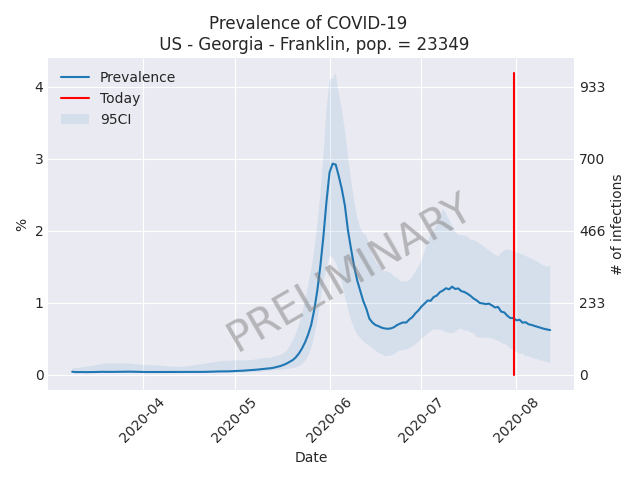 Prevalence of COVID-19
US - Georgia - Franklin, pop. = 23349
Prevalence
Today
95CI
4
3
2
1
0
%
933
700
466
233
0
# of infections
PRELIMINARY
2020-04
2020-05
2020-06
2020-07
2020-08
Date